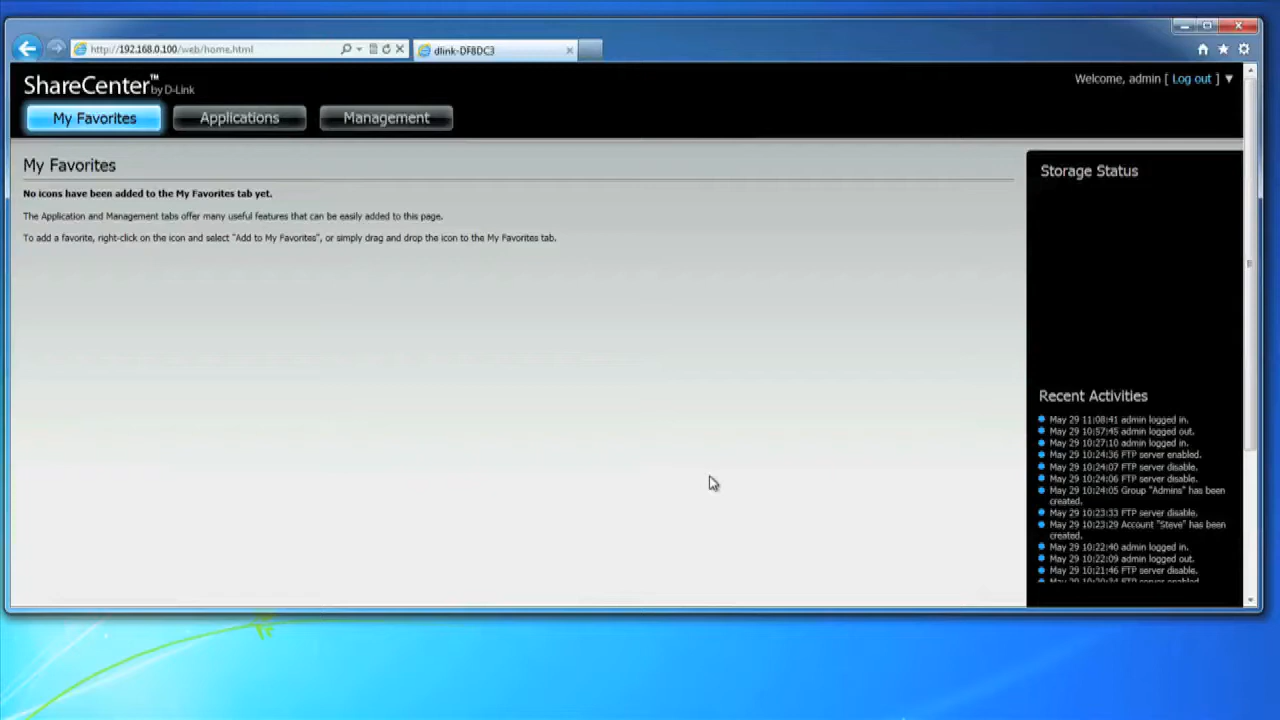 http://192.168.0.100/web/home.html
dlink-DF8DC3
ShareCenter™ by D-Link
Welcome, admin [ Log out ] ▼
My Favorites
Applications
Management
My Favorites
No icons have been added to the My Favorites tab yet.
The Application and Management tabs offer many useful features that can be easily added to this page.
To add a favorite, right-click on the icon and select "Add to My Favorites", or simply drag and drop the icon to the My Favorites tab.
Storage Status
Recent Activities
May 29 11:08:41 admin logged in.
May 29 10:57:45 admin logged out.
May 29 10:27:10 admin logged in.
May 29 10:24:36 FTP server enabled.
May 29 10:24:07 FTP server disable.
May 29 10:24:06 FTP server disable.
May 29 10:24:05 Group "Admins" has been
created.
May 29 10:23:33 FTP server disable.
May 29 10:23:29 Account "Steve" has been
created.
May 29 10:22:40 admin logged in.
May 29 10:22:09 admin logged out.
May 29 10:21:46 FTP server disable.
May 29 10:20:34 FTP server enabled.